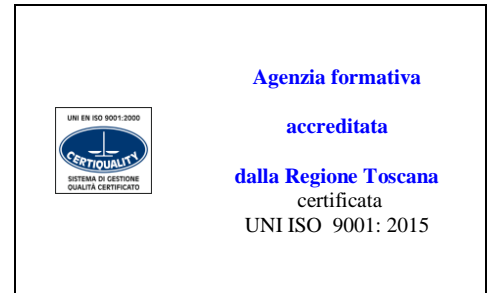 UNI EN ISO 9001:2000
CERTIQUALITY
SISTEMA DI GESTIONE
QUALITÀ CERTIFICATO
Agenzia formativa
accreditata
dalla Regione Toscana
certificata
UNI ISO 9001: 2015